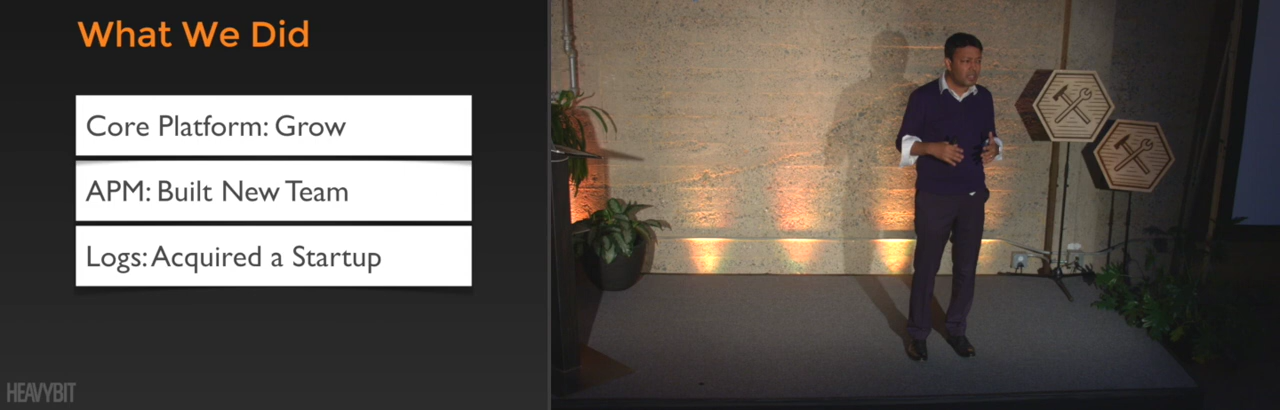 What We Did
Core Platform: Grow
APM: Built New Team
Logs: Acquired a Startup
HEAVYBIT